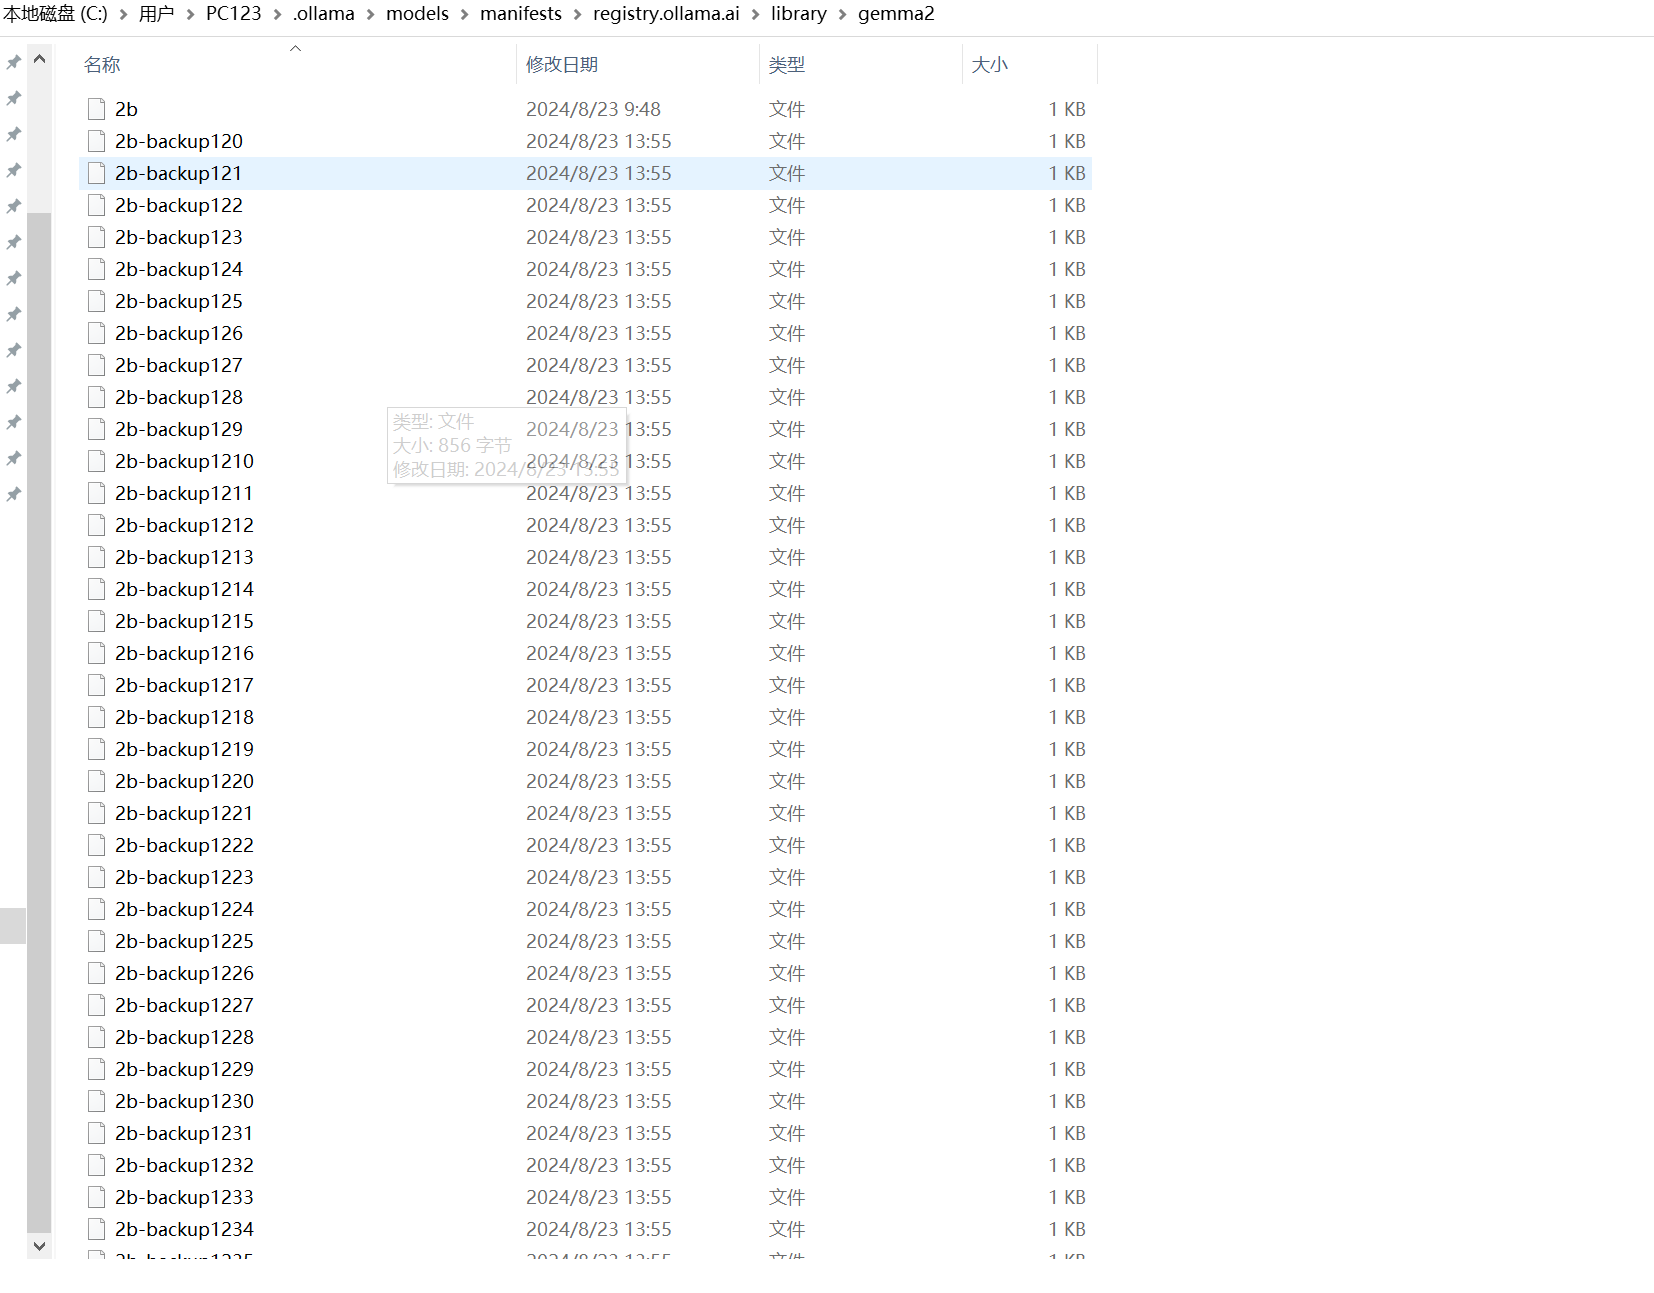 本地磁盘 (C:) > 用户 > PC123 > .ollama > models > manifests > registry.ollama.ai > library > gemma2
名称 修改日期 类型 大小
2b 2024/8/23 9:48 文件 1 KB
2b-backup120 2024/8/23 13:55 文件 1 KB
2b-backup121 2024/8/23 13:55 文件 1 KB
2b-backup122 2024/8/23 13:55 文件 1 KB
2b-backup123 2024/8/23 13:55 文件 1 KB
2b-backup124 2024/8/23 13:55 文件 1 KB
2b-backup125 2024/8/23 13:55 文件 1 KB
2b-backup126 2024/8/23 13:55 文件 1 KB
2b-backup127 2024/8/23 13:55 文件 1 KB
2b-backup128 2024/8/23 13:55 文件 1 KB
类型: 文件
2b-backup129 2024/8/23 13:55 文件 1 KB
大小: 856 字节
2b-backup1210 2024/8/23 13:55 文件 1 KB
修改日期: 2024/8/23 13:55
2b-backup1211 2024/8/23 13:55 文件 1 KB
2b-backup1212 2024/8/23 13:55 文件 1 KB
2b-backup1213 2024/8/23 13:55 文件 1 KB
2b-backup1214 2024/8/23 13:55 文件 1 KB
2b-backup1215 2024/8/23 13:55 文件 1 KB
2b-backup1216 2024/8/23 13:55 文件 1 KB
2b-backup1217 2024/8/23 13:55 文件 1 KB
2b-backup1218 2024/8/23 13:55 文件 1 KB
2b-backup1219 2024/8/23 13:55 文件 1 KB
2b-backup1220 2024/8/23 13:55 文件 1 KB
2b-backup1221 2024/8/23 13:55 文件 1 KB
2b-backup1222 2024/8/23 13:55 文件 1 KB
2b-backup1223 2024/8/23 13:55 文件 1 KB
2b-backup1224 2024/8/23 13:55 文件 1 KB
2b-backup1225 2024/8/23 13:55 文件 1 KB
2b-backup1226 2024/8/23 13:55 文件 1 KB
2b-backup1227 2024/8/23 13:55 文件 1 KB
2b-backup1228 2024/8/23 13:55 文件 1 KB
2b-backup1229 2024/8/23 13:55 文件 1 KB
2b-backup1230 2024/8/23 13:55 文件 1 KB
2b-backup1231 2024/8/23 13:55 文件 1 KB
2b-backup1232 2024/8/23 13:55 文件 1 KB
2b-backup1233 2024/8/23 13:55 文件 1 KB
2b-backup1234 2024/8/23 13:55 文件 1 KB